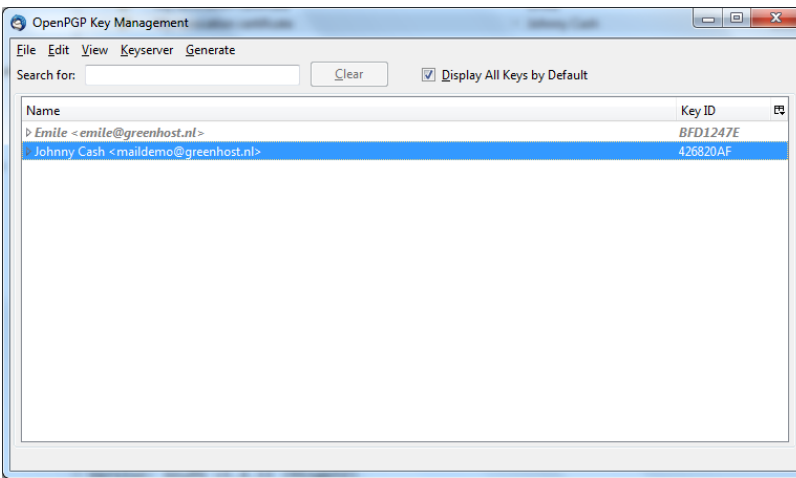 OpenPGP Key Management
File Edit View Keyserver Generate
Search for: Clear Display All Keys by Default
Name Key ID
Emile <emile@greenhost.nl> BFD1247E
Johnny Cash <maildemo@greenhost.nl> 426820AF